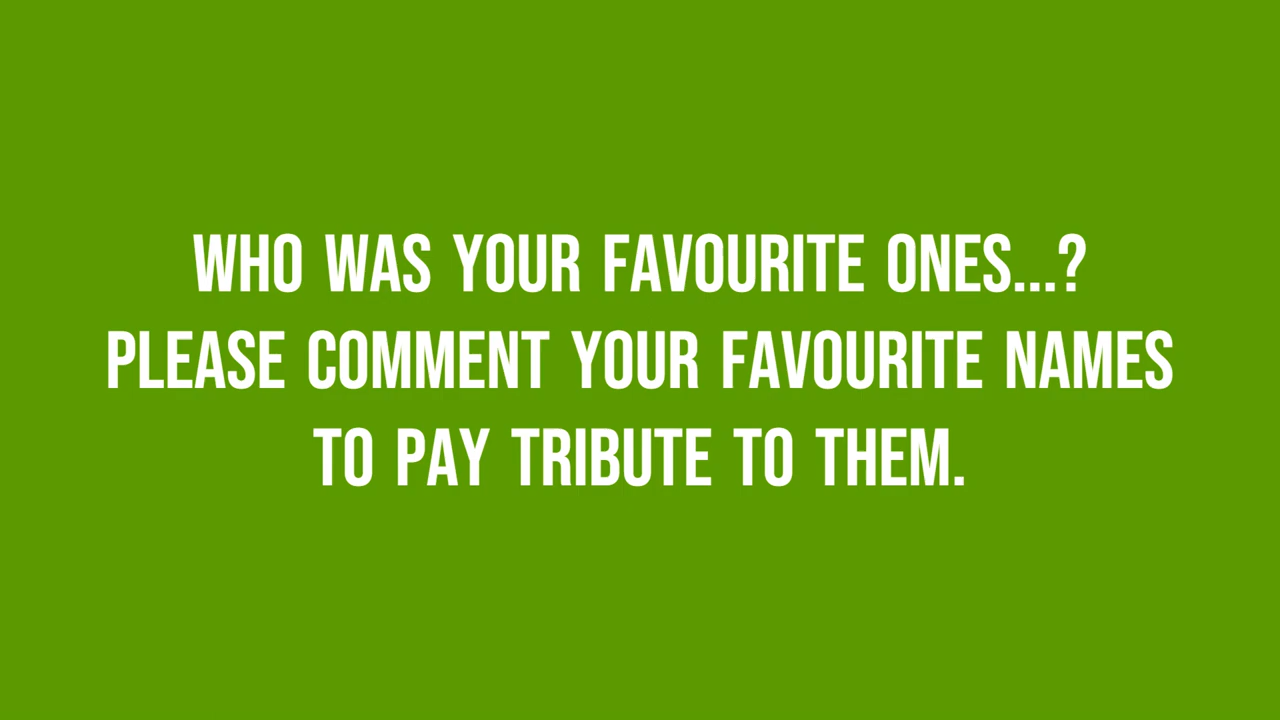 WHO WAS YOUR FAVOURITE ONES...?
PLEASE COMMENT YOUR FAVOURITE NAMES
TO PAY TRIBUTE TO THEM.